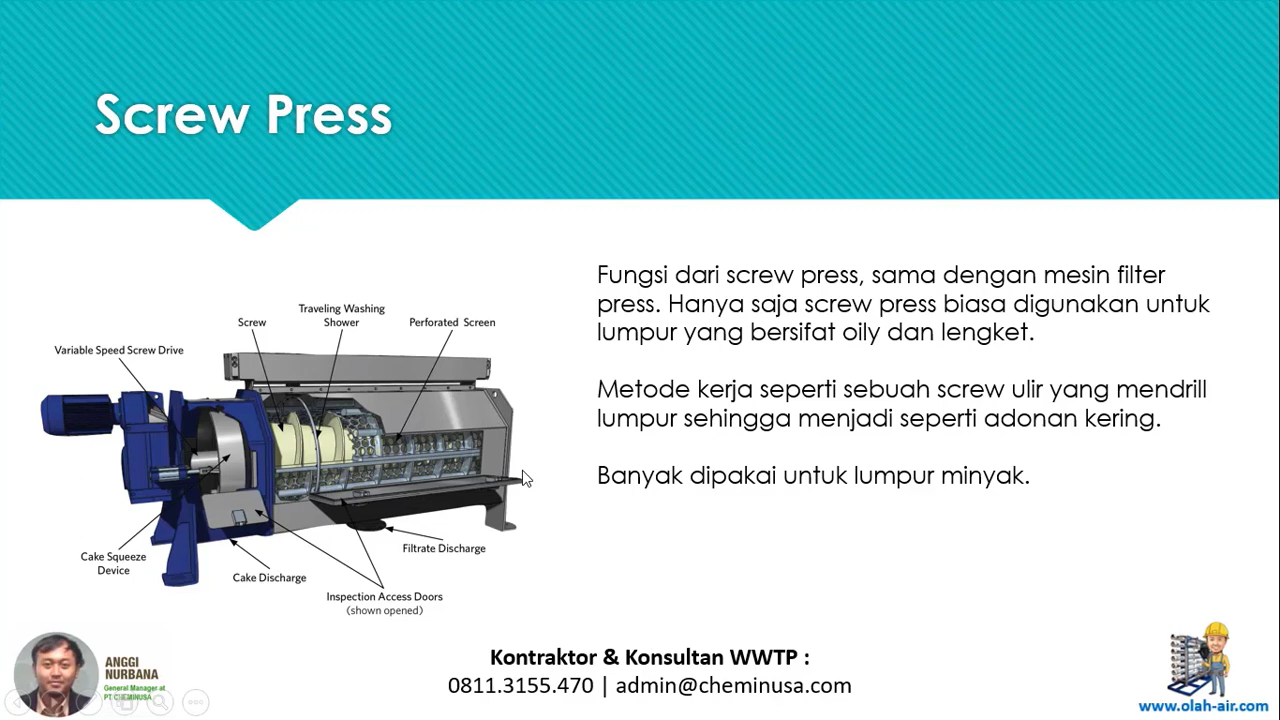 Screw Press
Fungsi dari screw press, sama dengan mesin filter
press. Hanya saja screw press biasa digunakan untuk
lumpur yang bersifat oily dan lengket.
Metode kerja seperti sebuah screw ulir yang mendrill
lumpur sehingga menjadi seperti adonan kering.
Banyak dipakai untuk lumpur minyak.
Traveling Washing
Shower
Screw
Perforated Screen
Variable Speed Screw Drive
Cake Squeeze
Device
Cake Discharge
Filtrate Discharge
Inspection Access Doors
(shown opened)
ANGGI
NURBANA
General Manager at
PT CHEMINUSA
Kontraktor & Konsultan WWTP :
0811.3155.470 | admin@cheminusa.com
www.olah-air.com